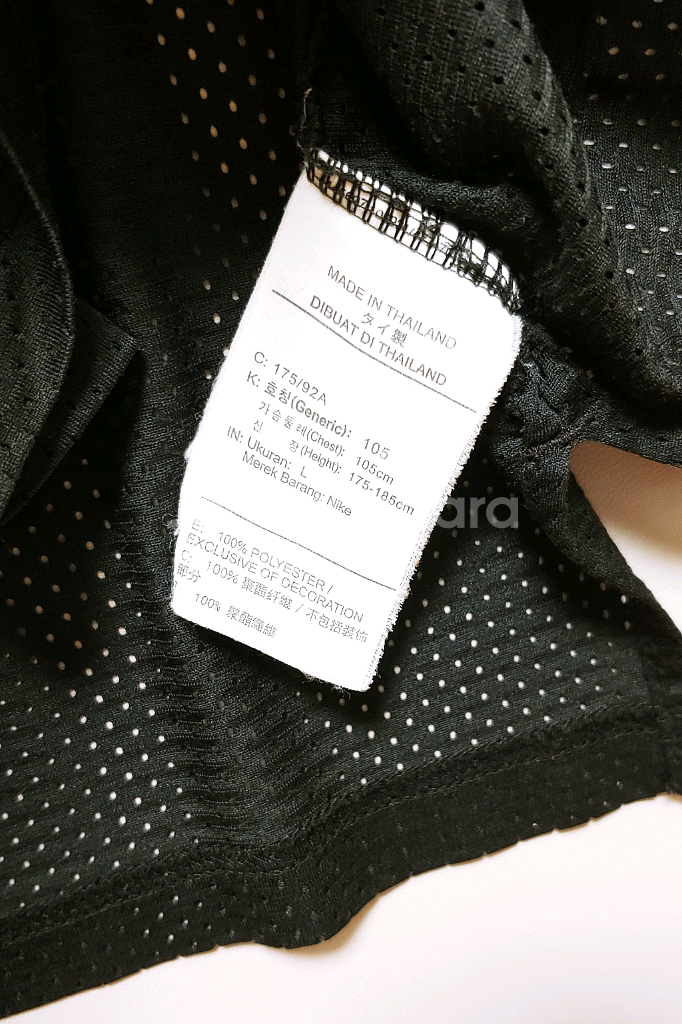 MADE IN THAILAND
タイ製
DIBUAT DI THAILAND
C: 175/92A
K: 호칭(Generic): 105
가슴둘레(Chest): 105cm
신 장(Height): 175-185cm
IN: Ukuran: L
Merek Barang: Nike
E: 100% POLYESTER /
EXCLUSIVE OF DECORATION
C: 100% 聚酯纤维 / 不包括装饰
部分
100% 聚酯纖維
ara